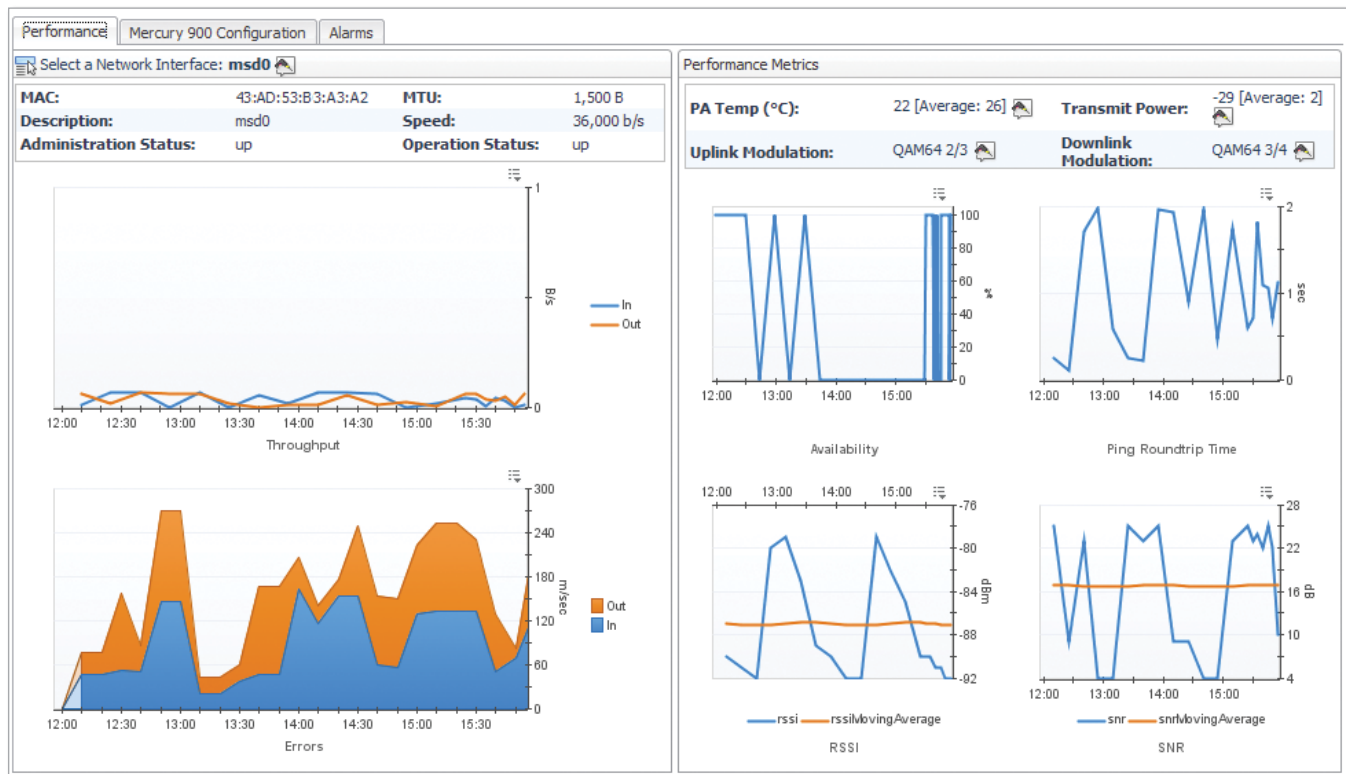 Performance Mercury 900 Configuration Alarms
Select a Network Interface: msd0
MAC: 43:AD:53:B3:A3:A2 MTU: 1,500 B
Description: msd0 Speed: 36,000 b/s
Administration Status: up Operation Status: up
1
B/s
0
In
Out
12:00 12:30 13:00 13:30 14:00 14:30 15:00 15:30
Throughput
300
240
180
m/sec
120
60
0
Out
In
12:00 12:30 13:00 13:30 14:00 14:30 15:00 15:30
Errors
Performance Metrics
PA Temp (°C): 22 [Average: 26] Transmit Power: -29 [Average: 2]
Uplink Modulation: QAM64 2/3 Downlink Modulation: QAM64 3/4
100
80
60
%
40
20
0
12:00 13:00 14:00 15:00
Availability
2
1
sec
0
12:00 13:00 14:00 15:00
Ping Roundtrip Time
12:00 13:00 14:00 15:00
-76
-80
-84
dBm
-88
-92
rssi rssiMovingAverage
RSSI
28
22
16
dB
10
4
12:00 13:00 14:00 15:00
snr snrMovingAverage
SNR